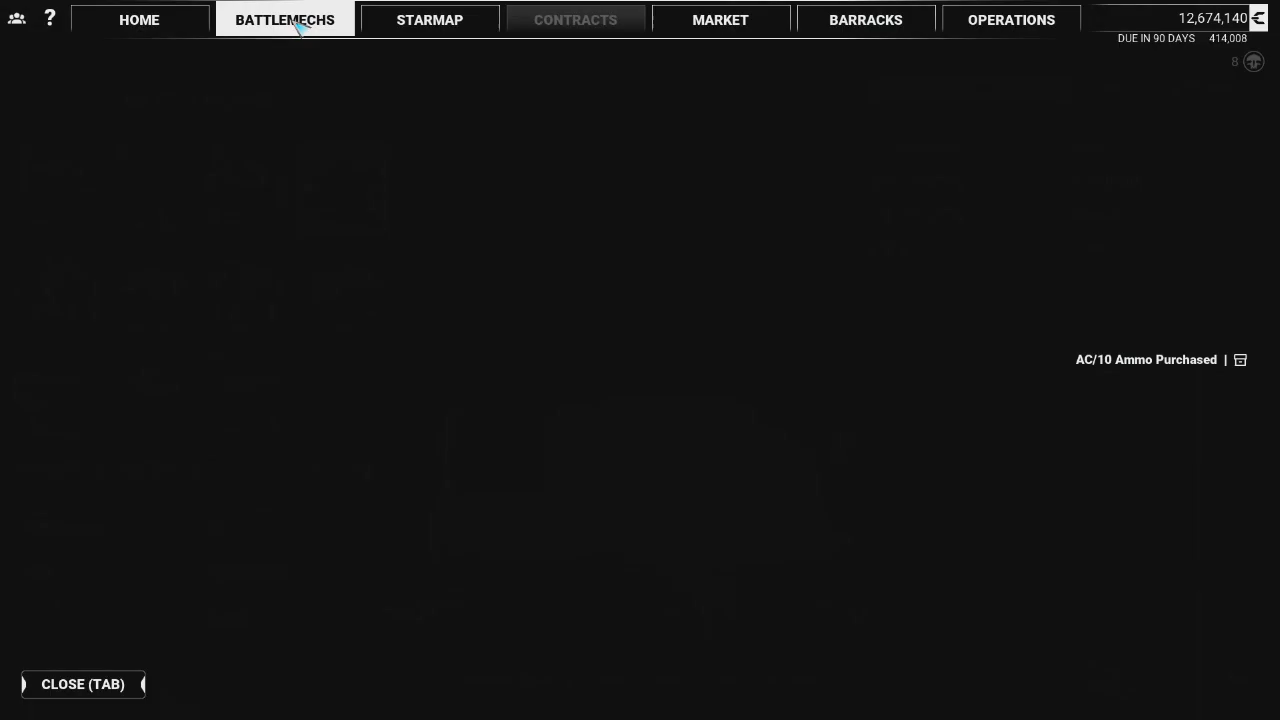 ? HOME BATTLEMECHS STARMAP CONTRACTS MARKET BARRACKS OPERATIONS 12,674,140
DUE IN 90 DAYS 414,008
8
AC/10 Ammo Purchased |
CLOSE (TAB)